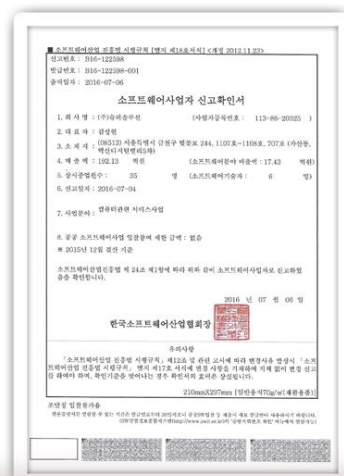 ■ 소프트웨어산업 진흥법 시행규칙 [별지 제18호서식] <개정 2012.11.23>
신고번호 : B16-122598
발급번호 : B16-122598-001
출력일자 : 2016-07-06
소프트웨어사업자 신고확인서
1. 회 사 명 : (주)슈퍼솔루션 (사업자등록번호 : 113-86-20325 )
2. 대 표 자 : 김성현
3. 소 재 지 : (08512) 서울특별시 금천구 벚꽃로 244, 1107호~1108호, 707호 (가산동, 벽산디지털밸리5차)
4. 매 출 액 : 192.13 억원 (소프트웨어분야 매출액 : 17.43 억원)
5. 상시종업원수 : 35 명 (소프트웨어기술자 : 6 명)
6. 신고일자 : 2016-07-04
7. 사업분야 : 컴퓨터관련 서비스사업
8. 공공 소프트웨어사업 입찰참여 제한 금액 : 없음
※ 2015년 12월 결산 기준
소프트웨어산업진흥법 제 24조 제1항에 따라 위와 같이 소프트웨어사업자로 신고하였
음을 확인합니다.
2016 년 07 월 06 일
한국소프트웨어산업협회장
유의사항
「소프트웨어산업 진흥법 시행규칙」 제12조 및 관련 고시에 따라 변경사유 발생시 「소프
트웨어산업 진흥법 시행규칙」 별지 제17호 서식에 변경 사항을 기재하여 지체 없이 변경 신고
를 하여야 하며, 확인기준을 벗어나는 경우 확인서의 효력은 상실됩니다.
210mm×297mm [일반용지70g/㎡(재활용품)]
조달청 입찰참가용